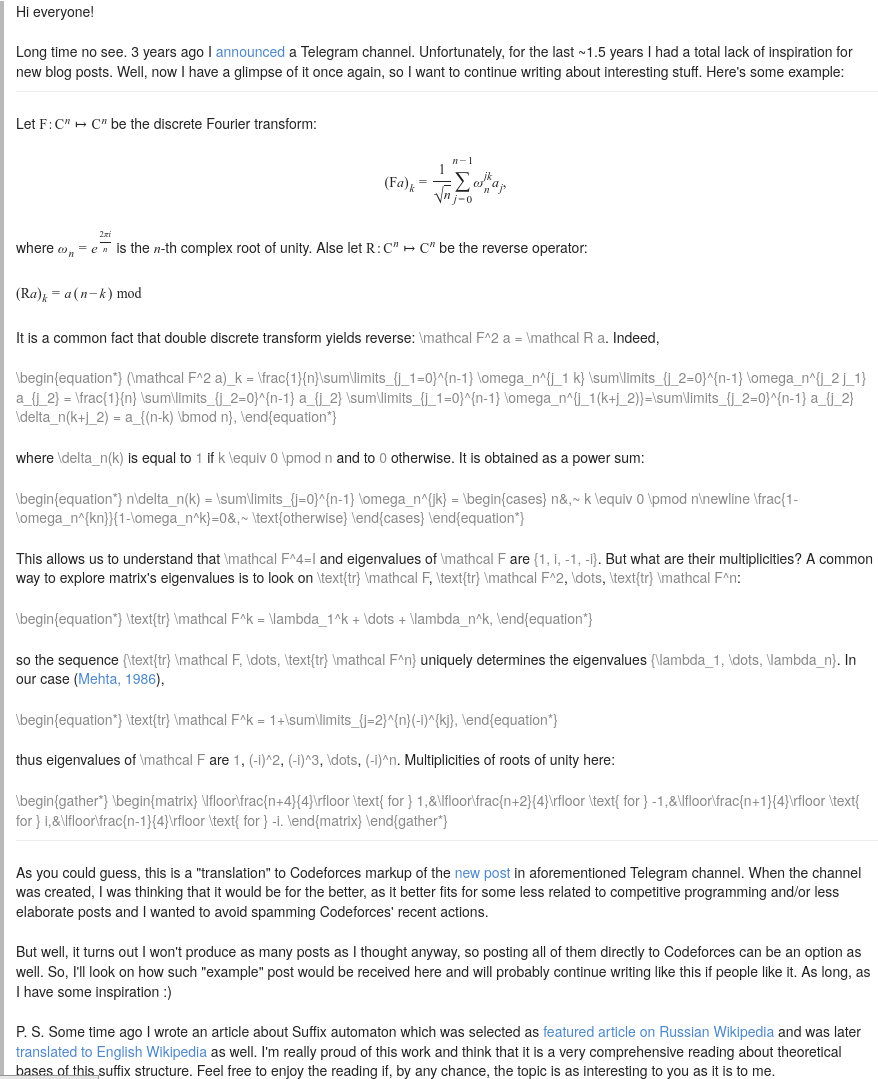 Hi everyone!
Long time no see. 3 years ago I announced a Telegram channel. Unfortunately, for the last ~1.5 years I had a total lack of inspiration for
new blog posts. Well, now I have a glimpse of it once again, so I want to continue writing about interesting stuff. Here's some example:
Let F : Cⁿ ↦ Cⁿ be the discrete Fourier transform:
(Fa)_k = \frac{1}{\sqrt{n}} \sum_{j=0}^{n-1} ω_n^{jk} a_j,
where ω_n = e^{\frac{2πi}{n}} is the n-th complex root of unity. Alse let R : Cⁿ ↦ Cⁿ be the reverse operator:
(Ra)_k = a(n−k) mod
It is a common fact that double discrete transform yields reverse: \mathcal F^2 a = \mathcal R a. Indeed,
\begin{equation*} (\mathcal F^2 a)_k = \frac{1}{n}\sum\limits_{j_1=0}^{n-1} \omega_n^{j_1 k} \sum\limits_{j_2=0}^{n-1} \omega_n^{j_2 j_1}
a_{j_2} = \frac{1}{n} \sum\limits_{j_2=0}^{n-1} a_{j_2} \sum\limits_{j_1=0}^{n-1} \omega_n^{j_1(k+j_2)}=\sum\limits_{j_2=0}^{n-1} a_{j_2}
\delta_n(k+j_2) = a_{(n-k) \bmod n}, \end{equation*}
where \delta_n(k) is equal to 1 if k \equiv 0 \pmod n and to 0 otherwise. It is obtained as a power sum:
\begin{equation*} n\delta_n(k) = \sum\limits_{j=0}^{n-1} \omega_n^{jk} = \begin{cases} n&,~ k \equiv 0 \pmod n\newline \frac{1-
\omega_n^{kn}}{1-\omega_n^k}=0&,~ \text{otherwise} \end{cases} \end{equation*}
This allows us to understand that \mathcal F^4=I and eigenvalues of \mathcal F are {1, i, -1, -i}. But what are their multiplicities? A common
way to explore matrix's eigenvalues is to look on \text{tr} \mathcal F, \text{tr} \mathcal F^2, \dots, \text{tr} \mathcal F^n:
\begin{equation*} \text{tr} \mathcal F^k = \lambda_1^k + \dots + \lambda_n^k, \end{equation*}
so the sequence {\text{tr} \mathcal F, \dots, \text{tr} \mathcal F^n} uniquely determines the eigenvalues {\lambda_1, \dots, \lambda_n}. In
our case (Mehta, 1986),
\begin{equation*} \text{tr} \mathcal F^k = 1+\sum\limits_{j=2}^{n}(-i)^{kj}, \end{equation*}
thus eigenvalues of \mathcal F are 1, (-i)^2, (-i)^3, \dots, (-i)^n. Multiplicities of roots of unity here:
\begin{gather*} \begin{matrix} \lfloor\frac{n+4}{4}\rfloor \text{ for } 1,&\lfloor\frac{n+2}{4}\rfloor \text{ for } -1,&\lfloor\frac{n+1}{4}\rfloor \text{
for } i,&\lfloor\frac{n-1}{4}\rfloor \text{ for } -i. \end{matrix} \end{gather*}
As you could guess, this is a "translation" to Codeforces markup of the new post in aforementioned Telegram channel. When the channel
was created, I was thinking that it would be for the better, as it better fits for some less related to competitive programming and/or less
elaborate posts and I wanted to avoid spamming Codeforces' recent actions.
But well, it turns out I won't produce as many posts as I thought anyway, so posting all of them directly to Codeforces can be an option as
well. So, I'll look on how such "example" post would be received here and will probably continue writing like this if people like it. As long, as
I have some inspiration :)
P. S. Some time ago I wrote an article about Suffix automaton which was selected as featured article on Russian Wikipedia and was later
translated to English Wikipedia as well. I'm really proud of this work and think that it is a very comprehensive reading about theoretical
bases of this suffix structure. Feel free to enjoy the reading if, by any chance, the topic is as interesting to you as it is to me.